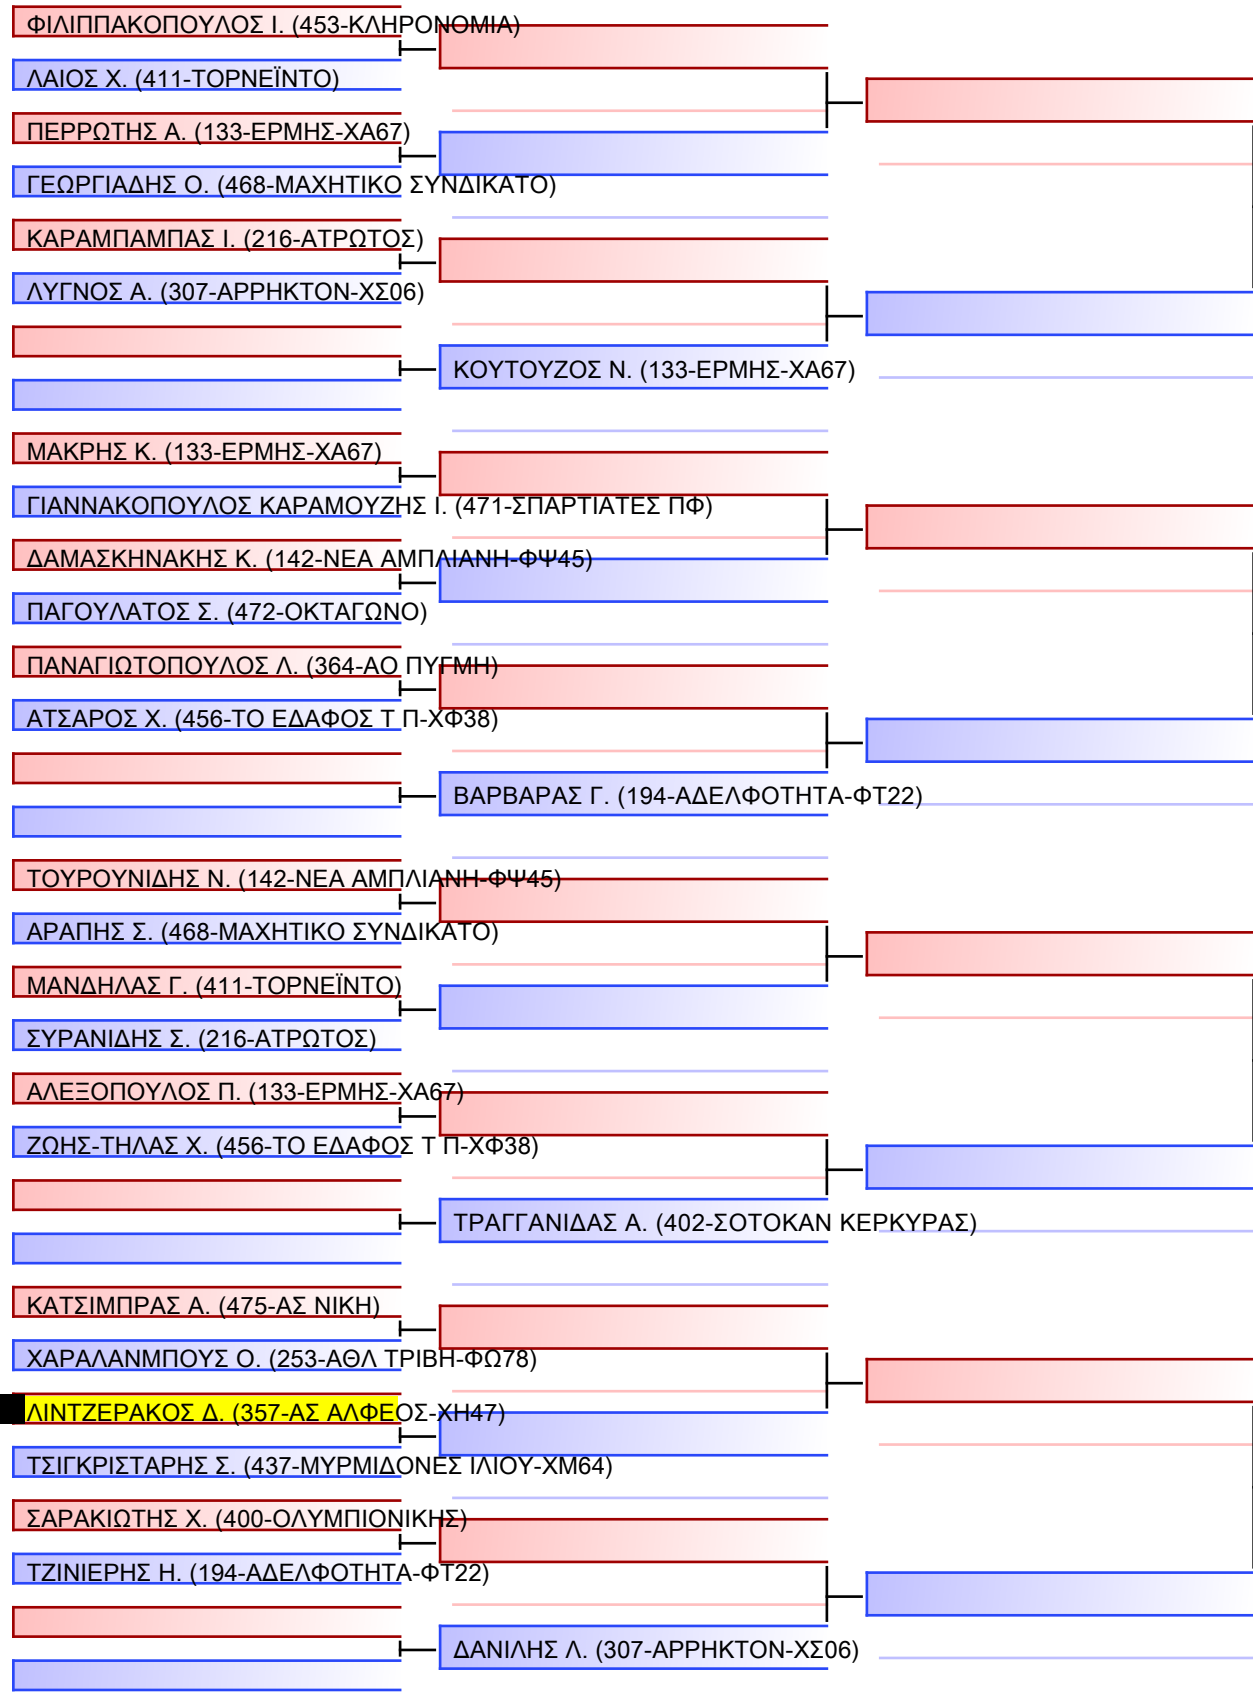 ΦΙΛΙΠΠΑΚΟΠΟΥΛΟΣ Ι. (453-ΚΛΗΡΟΝΟΜΙΑ)
ΛΑΙΟΣ Χ. (411-ΤΟΡΝΕΪΝΤΟ)
ΠΕΡΡΩΤΗΣ Α. (133-ΕΡΜΗΣ-ΧΑ67)
ΓΕΩΡΓΙΑΔΗΣ Ο. (468-ΜΑΧΗΤΙΚΟ ΣΥΝΔΙΚΑΤΟ)
ΚΑΡΑΜΠΑΜΠΑΣ Ι. (216-ΑΤΡΩΤΟΣ)
ΛΥΓΝΟΣ Α. (307-ΑΡΡΗΚΤΟΝ-ΧΣ06)
ΚΟΥΤΟΥΖΟΣ Ν. (133-ΕΡΜΗΣ-ΧΑ67)
ΜΑΚΡΗΣ Κ. (133-ΕΡΜΗΣ-ΧΑ67)
ΓΙΑΝΝΑΚΟΠΟΥΛΟΣ ΚΑΡΑΜΟΥΖΗΣ Ι. (471-ΣΠΑΡΤΙΑΤΕΣ ΠΦ)
ΔΑΜΑΣΚΗΝΑΚΗΣ Κ. (142-ΝΕΑ ΑΜΠΛΙΑΝΗ-ΦΨ45)
ΠΑΓΟΥΛΑΤΟΣ Σ. (472-ΟΚΤΑΓΩΝΟ)
ΠΑΝΑΓΙΩΤΟΠΟΥΛΟΣ Λ. (364-ΑΟ ΠΥΓΜΗ)
ΑΤΣΑΡΟΣ Χ. (456-ΤΟ ΕΔΑΦΟΣ Τ Π-ΧΦ38)
ΒΑΡΒΑΡΑΣ Γ. (194-ΑΔΕΛΦΟΤΗΤΑ-ΦΤ22)
ΤΟΥΡΟΥΝΙΔΗΣ Ν. (142-ΝΕΑ ΑΜΠΛΙΑΝΗ-ΦΨ45)
ΑΡΑΠΗΣ Σ. (468-ΜΑΧΗΤΙΚΟ ΣΥΝΔΙΚΑΤΟ)
ΜΑΝΔΗΛΑΣ Γ. (411-ΤΟΡΝΕΪΝΤΟ)
ΣΥΡΑΝΙΔΗΣ Σ. (216-ΑΤΡΩΤΟΣ)
ΑΛΕΞΟΠΟΥΛΟΣ Π. (133-ΕΡΜΗΣ-ΧΑ67)
ΖΩΗΣ-ΤΗΛΑΣ Χ. (456-ΤΟ ΕΔΑΦΟΣ Τ Π-ΧΦ38)
ΤΡΑΓΓΑΝΙΔΑΣ Α. (402-ΣΟΤΟΚΑΝ ΚΕΡΚΥΡΑΣ)
ΚΑΤΣΙΜΠΡΑΣ Α. (475-ΑΣ ΝΙΚΗ)
ΧΑΡΑΛΑΝΜΠΟΥΣ Ο. (253-ΑΘΛ ΤΡΙΒΗ-ΦΩ78)
ΛΙΝΤΖΕΡΑΚΟΣ Δ. (357-ΑΣ ΑΛΦΕΟΣ-ΧΗ47)
ΤΣΙΓΚΡΙΣΤΑΡΗΣ Σ. (437-ΜΥΡΜΙΔΟΝΕΣ ΙΛΙΟΥ-ΧΜ64)
ΣΑΡΑΚΙΩΤΗΣ Χ. (400-ΟΛΥΜΠΙΟΝΙΚΗΣ)
ΤΖΙΝΙΕΡΗΣ Η. (194-ΑΔΕΛΦΟΤΗΤΑ-ΦΤ22)
ΔΑΝΙΛΗΣ Λ. (307-ΑΡΡΗΚΤΟΝ-ΧΣ06)